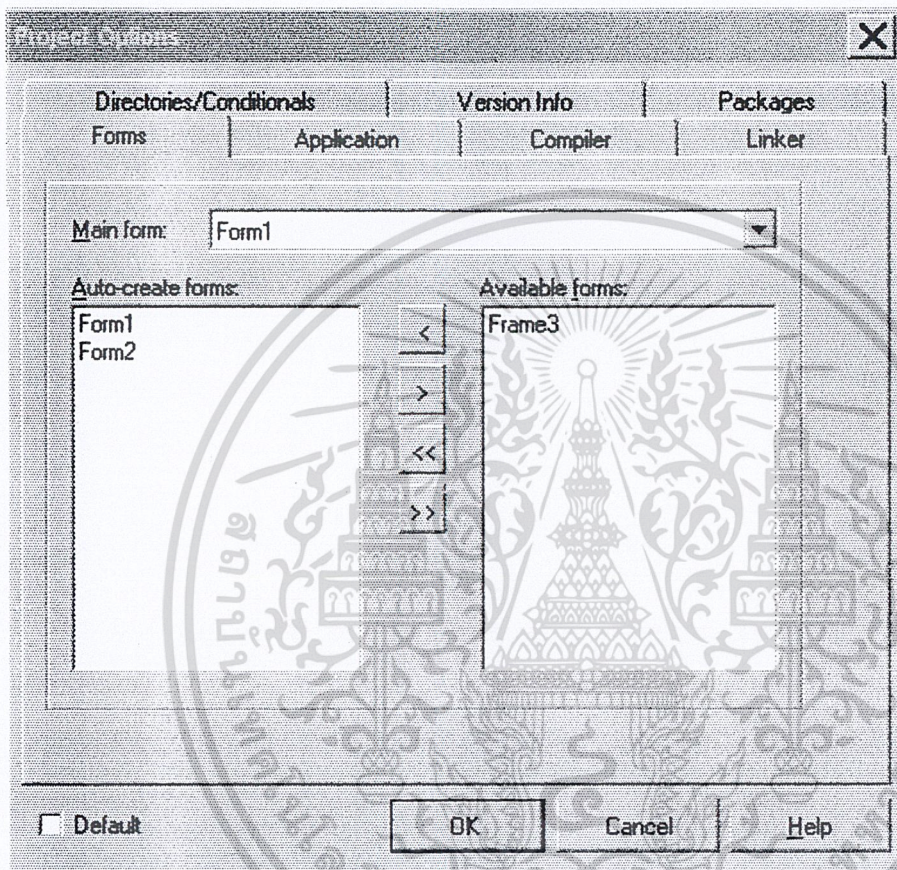 Project Options
Directories/Conditionals Version Info Packages
Forms Application Compiler Linker
Main form: Form1
Auto-create forms: Available forms:
Form1 Frame3
Form2
<
>
<<
>>
Default OK Cancel Help